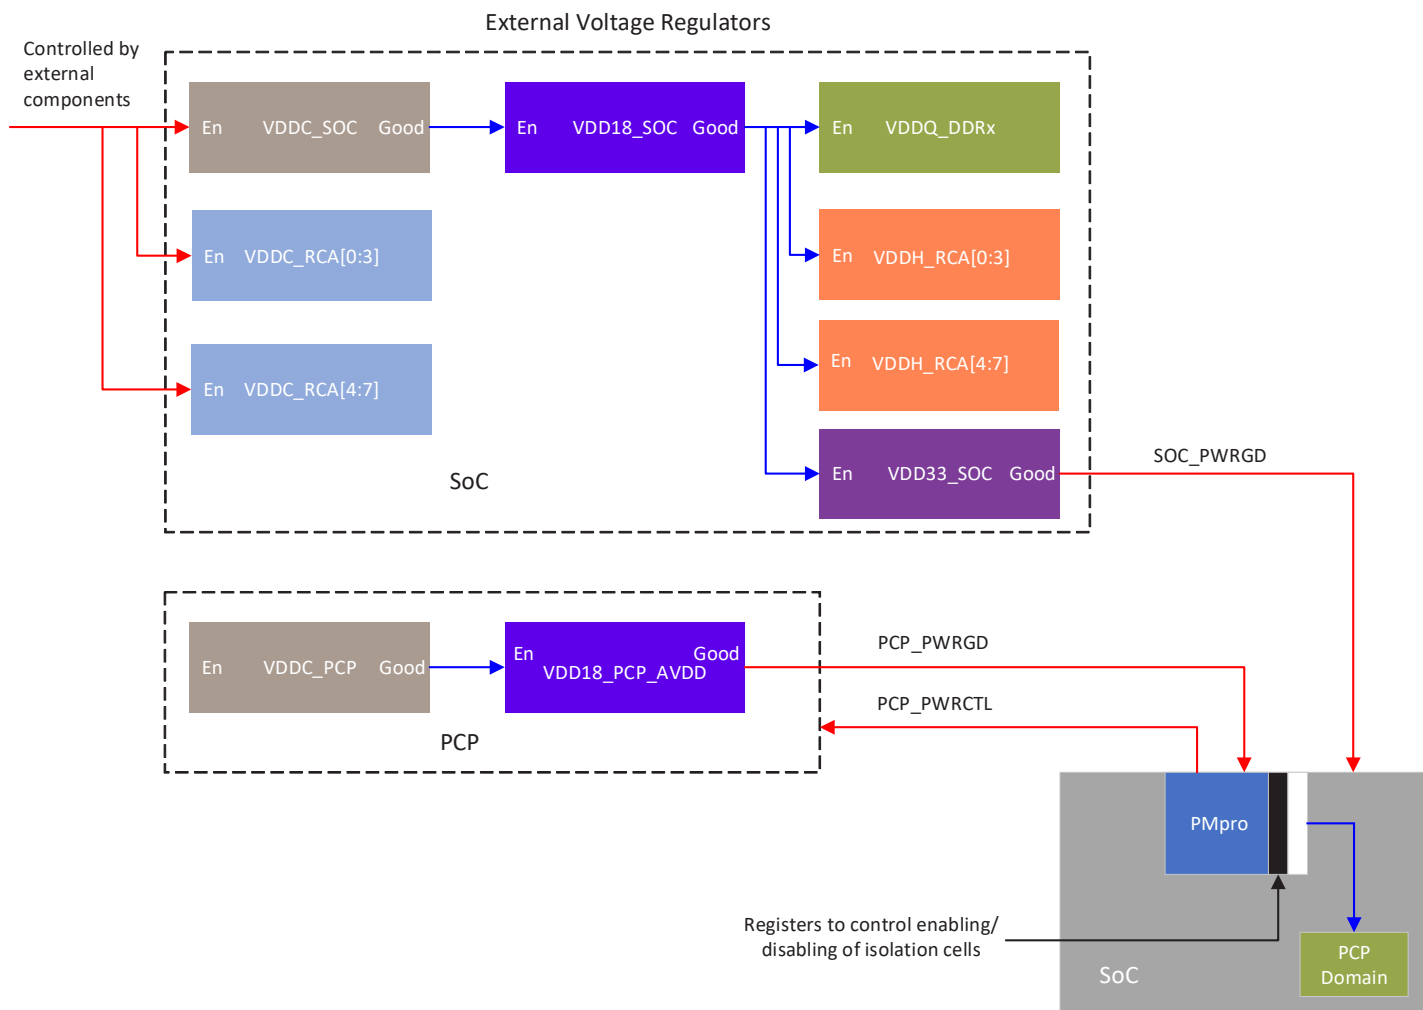 External Voltage Regulators
Controlled by
external
components
En VDDC_SOC Good
En VDD18_SOC Good
En VDDQ_DDRx
En VDDC_RCA[0:3]
En VDDH_RCA[0:3]
En VDDC_RCA[4:7]
En VDDH_RCA[4:7]
En VDD33_SOC Good
SoC
SOC_PWRGD
En VDDC_PCP Good
En Good
VDD18_PCP_AVDD
PCP
PCP_PWRGD
PCP_PWRCTL
PMpro
Registers to control enabling/
disabling of isolation cells
SoC
PCP
Domain